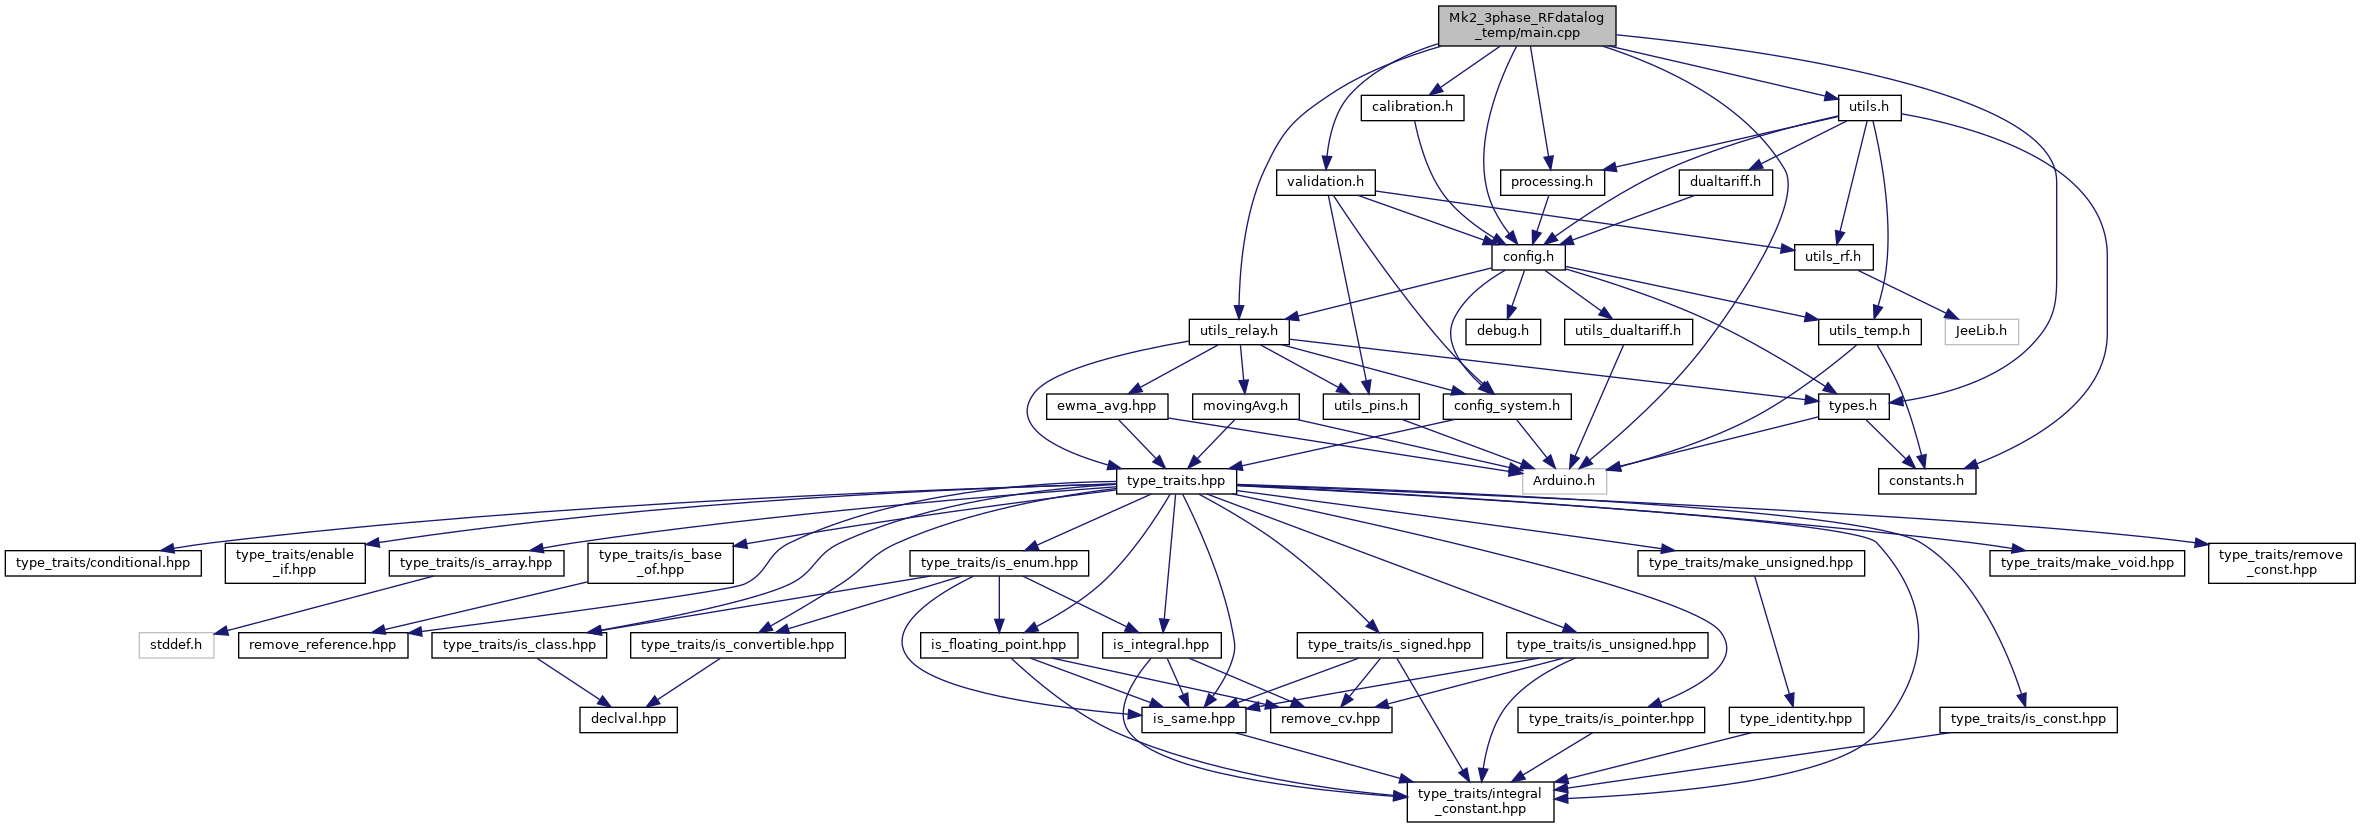 Mk2_3phase_RFdatalog
_temp/main.cpp
calibration.h
utils.h
validation.h
processing.h
dualtariff.h
config.h
utils_rf.h
utils_relay.h
debug.h
utils_dualtariff.h
utils_temp.h
JeeLib.h
ewma_avg.hpp
movingAvg.h
utils_pins.h
config_system.h
types.h
type_traits.hpp
Arduino.h
constants.h
type_traits/conditional.hpp
type_traits/enable
_if.hpp
type_traits/is_array.hpp
type_traits/is_base
_of.hpp
type_traits/is_enum.hpp
type_traits/make_unsigned.hpp
type_traits/make_void.hpp
type_traits/remove
_const.hpp
stddef.h
remove_reference.hpp
type_traits/is_class.hpp
type_traits/is_convertible.hpp
is_floating_point.hpp
is_integral.hpp
type_traits/is_signed.hpp
type_traits/is_unsigned.hpp
declval.hpp
is_same.hpp
remove_cv.hpp
type_traits/is_pointer.hpp
type_identity.hpp
type_traits/is_const.hpp
type_traits/integral
_constant.hpp